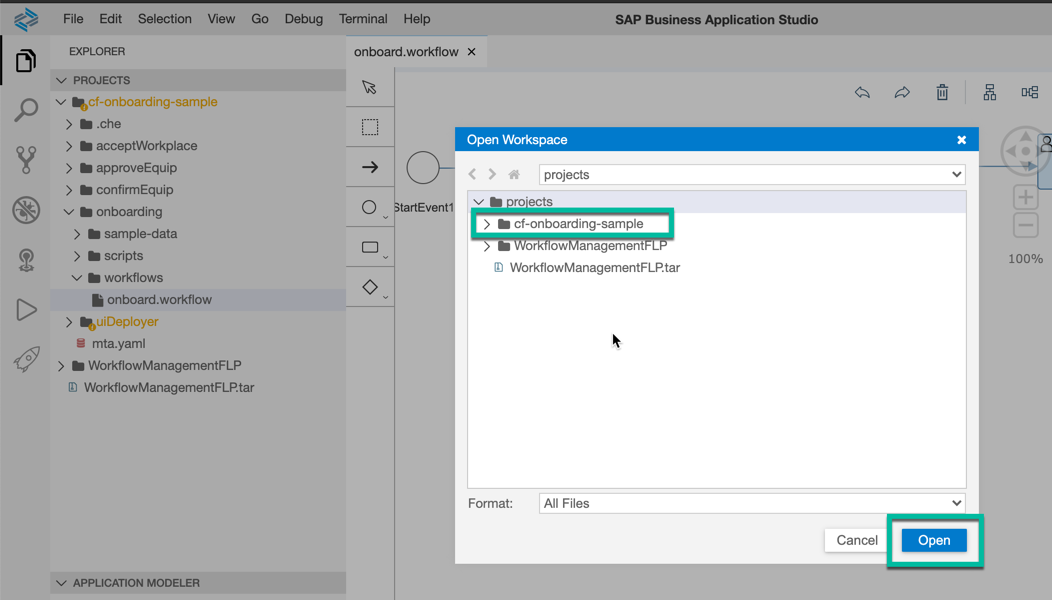 File Edit Selection View Go Debug Terminal Help
SAP Business Application Studio
EXPLORER
PROJECTS
cf-onboarding-sample
.che
acceptWorkplace
approveEquip
confirmEquip
onboarding
sample-data
scripts
workflows
onboard.workflow
uiDeployer
mta.yaml
WorkflowManagementFLP
WorkflowManagementFLP.tar
APPLICATION MODELER
onboard.workflow
StartEvent1
100%
Open Workspace
projects
projects
cf-onboarding-sample
WorkflowManagementFLP
WorkflowManagementFLP.tar
Format: All Files
Cancel Open